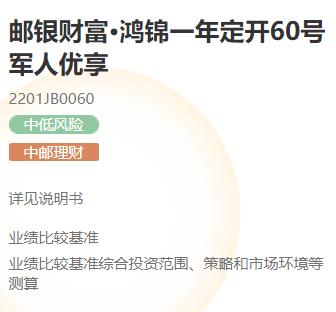 邮银财富·鸿锦一年定开60号
军人优享
2201JB0060
中低风险
中邮理财
详见说明书
业绩比较基准
业绩比较基准综合投资范围、策略和市场环境等
测算